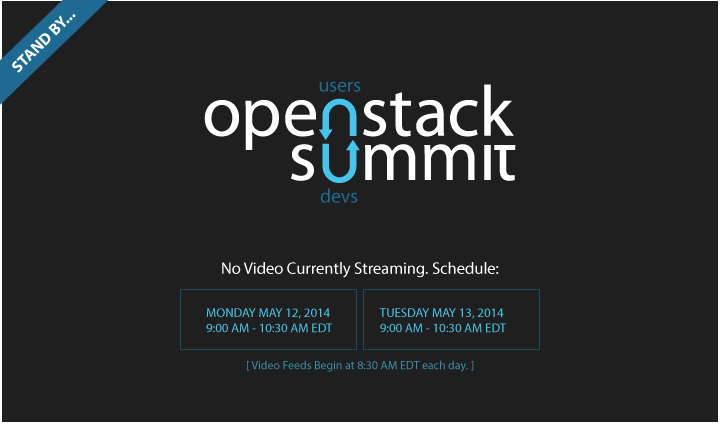 STAND BY...
users
openstack
summit
devs
No Video Currently Streaming. Schedule:
MONDAY MAY 12, 2014
9:00 AM - 10:30 AM EDT
TUESDAY MAY 13, 2014
9:00 AM - 10:30 AM EDT
[ Video Feeds Begin at 8:30 AM EDT each day. ]